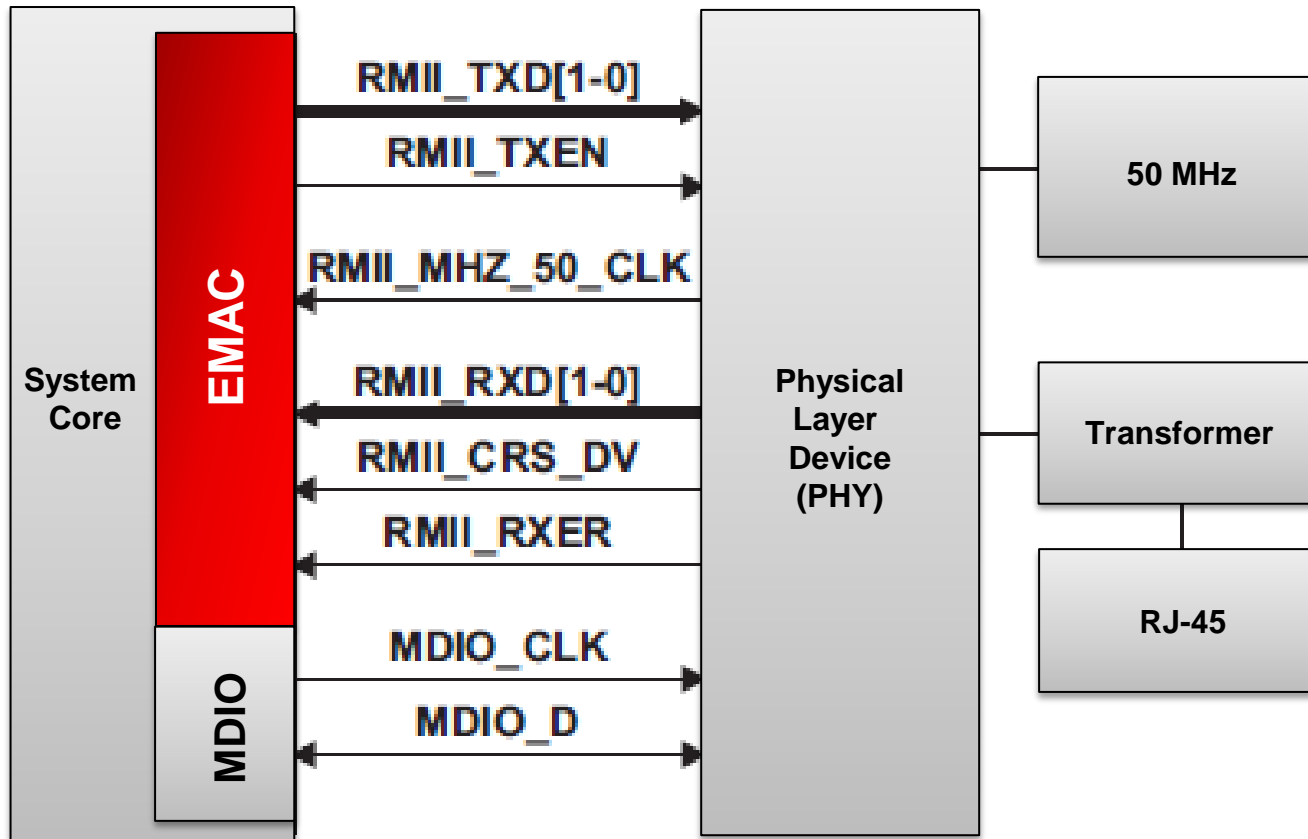 System
Core
EMAC
MDIO
RMII_TXD[1-0]
RMII_TXEN
RMII_MHZ_50_CLK
RMII_RXD[1-0]
RMII_CRS_DV
RMII_RXER
MDIO_CLK
MDIO_D
Physical
Layer
Device
(PHY)
50 MHz
Transformer
RJ-45